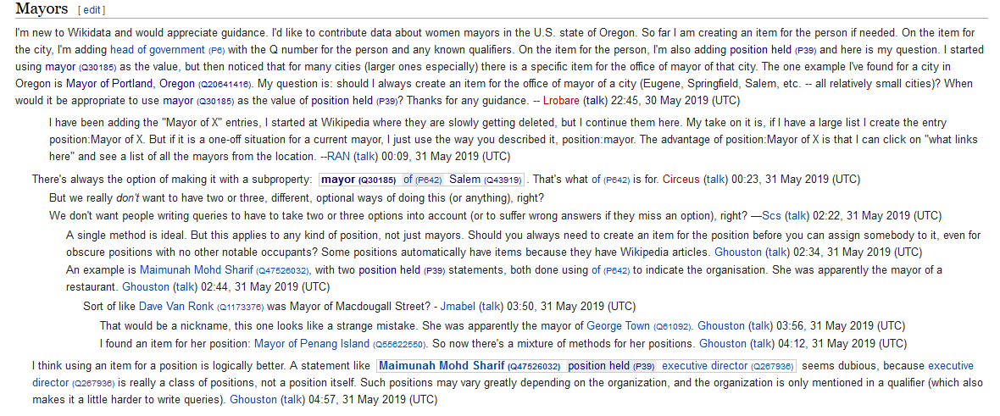 Mayors [ edit ]
I'm new to Wikidata and would appreciate guidance. I'd like to contribute data about women mayors in the U.S. state of Oregon. So far I am creating an item for the person if needed. On the item for
the city, I'm adding head of government (P6) with the Q number for the person and any known qualifiers. On the item for the person, I'm also adding position held (P39) and here is my question. I started
using mayor (Q30185) as the value, but then noticed that for many cities (larger ones especially) there is a specific item for the office of mayor of that city. The one example I've found for a city in
Oregon is Mayor of Portland, Oregon (Q20641416). My question is: should I always create an item for the office of mayor of a city (Eugene, Springfield, Salem, etc. -- all relatively small cities)? When
would it be appropriate to use mayor (Q30185) as the value of position held (P39)? Thanks for any guidance. -- Lrobare (talk) 22:45, 30 May 2019 (UTC)
I have been adding the "Mayor of X" entries, I started at Wikipedia where they are slowly getting deleted, but I continue them here. My take on it is, if I have a large list I create the entry
position:Mayor of X. But if it is a one-off situation for a current mayor, I just use the way you described it, position:mayor. The advantage of position:Mayor of X is that I can click on "what links
here" and see a list of all the mayors from the location. --RAN (talk) 00:09, 31 May 2019 (UTC)
There's always the option of making it with a subproperty: mayor (Q30185) of (P642) Salem (Q43919) . That's what of (P642) is for. Circeus (talk) 00:23, 31 May 2019 (UTC)
But we really don't want to have two or three, different, optional ways of doing this (or anything), right?
We don't want people writing queries to have to take two or three options into account (or to suffer wrong answers if they miss an option), right? —Scs (talk) 02:22, 31 May 2019 (UTC)
A single method is ideal. But this applies to any kind of position, not just mayors. Should you always need to create an item for the position before you can assign somebody to it, even for
obscure positions with no other notable occupants? Some positions automatically have items because they have Wikipedia articles. Ghouston (talk) 02:34, 31 May 2019 (UTC)
An example is Maimunah Mohd Sharif (Q47526032), with two position held (P39) statements, both done using of (P642) to indicate the organisation. She was apparently the mayor of a
restaurant. Ghouston (talk) 02:44, 31 May 2019 (UTC)
Sort of like Dave Van Ronk (Q1173376) was Mayor of Macdougall Street? - Jmabel (talk) 03:50, 31 May 2019 (UTC)
That would be a nickname, this one looks like a strange mistake. She was apparently the mayor of George Town (Q61092). Ghouston (talk) 03:56, 31 May 2019 (UTC)
I found an item for her position: Mayor of Penang Island (Q55622550). So now there's a mixture of methods for her positions. Ghouston (talk) 04:12, 31 May 2019 (UTC)
I think using an item for a position is logically better. A statement like Maimunah Mohd Sharif (Q47526032) position held (P39) executive director (Q267936) seems dubious, because executive
director (Q267936) is really a class of positions, not a position itself. Such positions may vary greatly depending on the organization, and the organization is only mentioned in a qualifier (which also
makes it a little harder to write queries). Ghouston (talk) 04:57, 31 May 2019 (UTC)